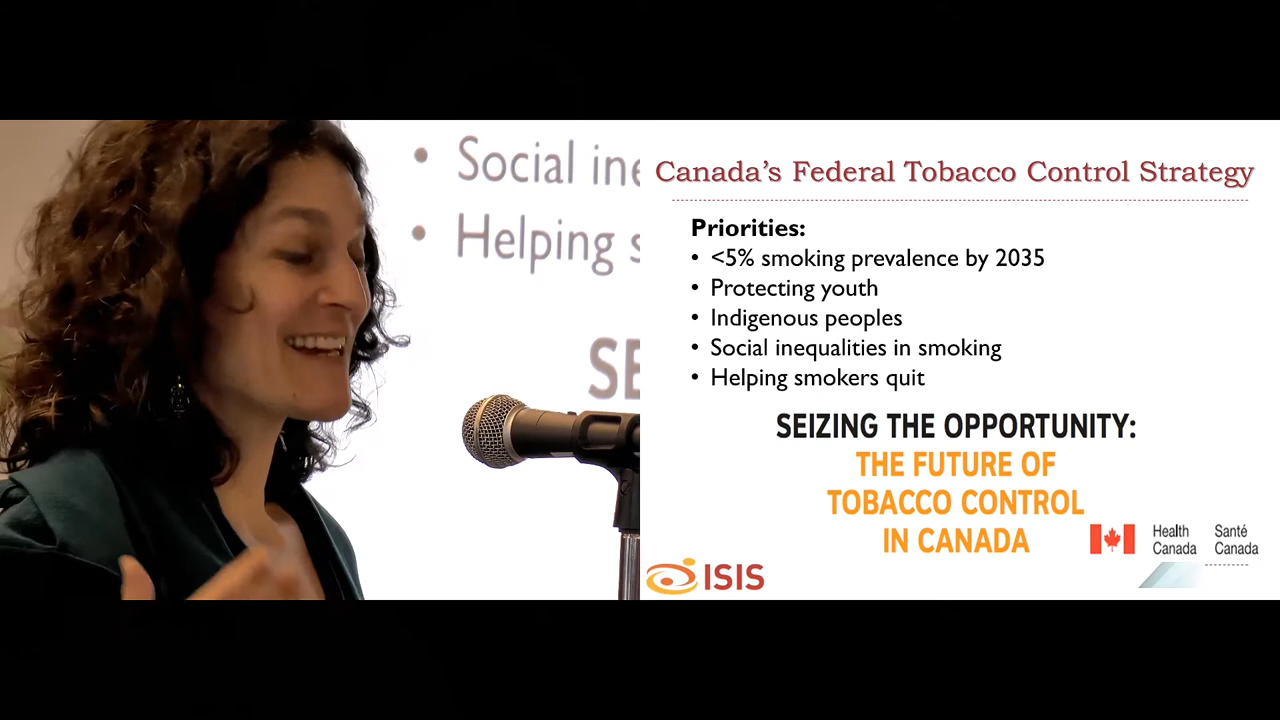 Social ine
Helping s
SE
Canada's Federal Tobacco Control Strategy
Priorities:
• <5% smoking prevalence by 2035
• Protecting youth
• Indigenous peoples
• Social inequalities in smoking
• Helping smokers quit
SEIZING THE OPPORTUNITY:
THE FUTURE OF
TOBACCO CONTROL
IN CANADA
Health Canada
Santé Canada
ISIS